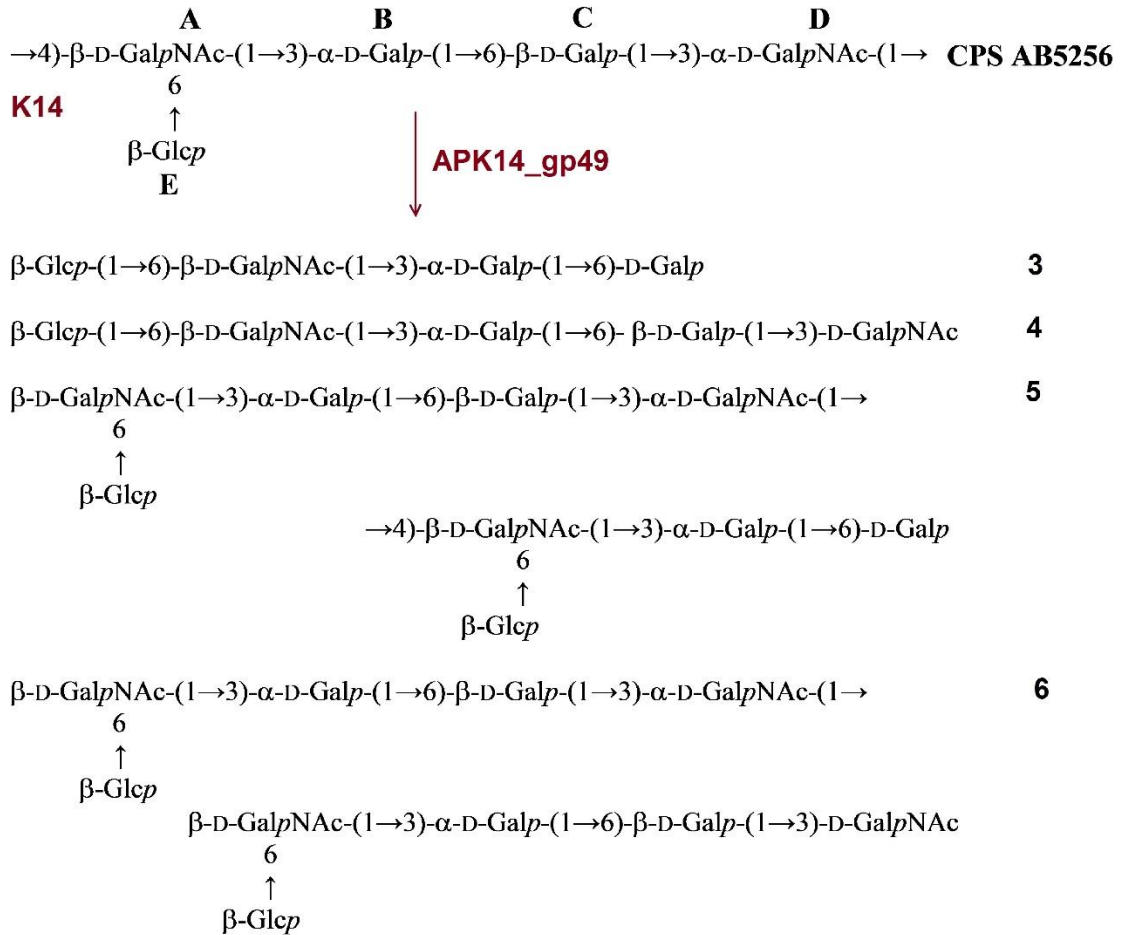 A B C D
→4)-β-D-GalpNAc-(1→3)-α-D-Galp-(1→6)-β-D-Galp-(1→3)-α-D-GalpNAc-(1→ CPS AB5256
6
K14
↑
β-Glcp
E
APK14_gp49
β-Glcp-(1→6)-β-D-GalpNAc-(1→3)-α-D-Galp-(1→6)-D-Galp 3
β-Glcp-(1→6)-β-D-GalpNAc-(1→3)-α-D-Galp-(1→6)- β-D-Galp-(1→3)-D-GalpNAc 4
β-D-GalpNAc-(1→3)-α-D-Galp-(1→6)-β-D-Galp-(1→3)-α-D-GalpNAc-(1→ 5
6
↑
β-Glcp
→4)-β-D-GalpNAc-(1→3)-α-D-Galp-(1→6)-D-Galp
6
↑
β-Glcp
β-D-GalpNAc-(1→3)-α-D-Galp-(1→6)-β-D-Galp-(1→3)-α-D-GalpNAc-(1→ 6
6
↑
β-Glcp
β-D-GalpNAc-(1→3)-α-D-Galp-(1→6)-β-D-Galp-(1→3)-D-GalpNAc
6
↑
β-Glcp